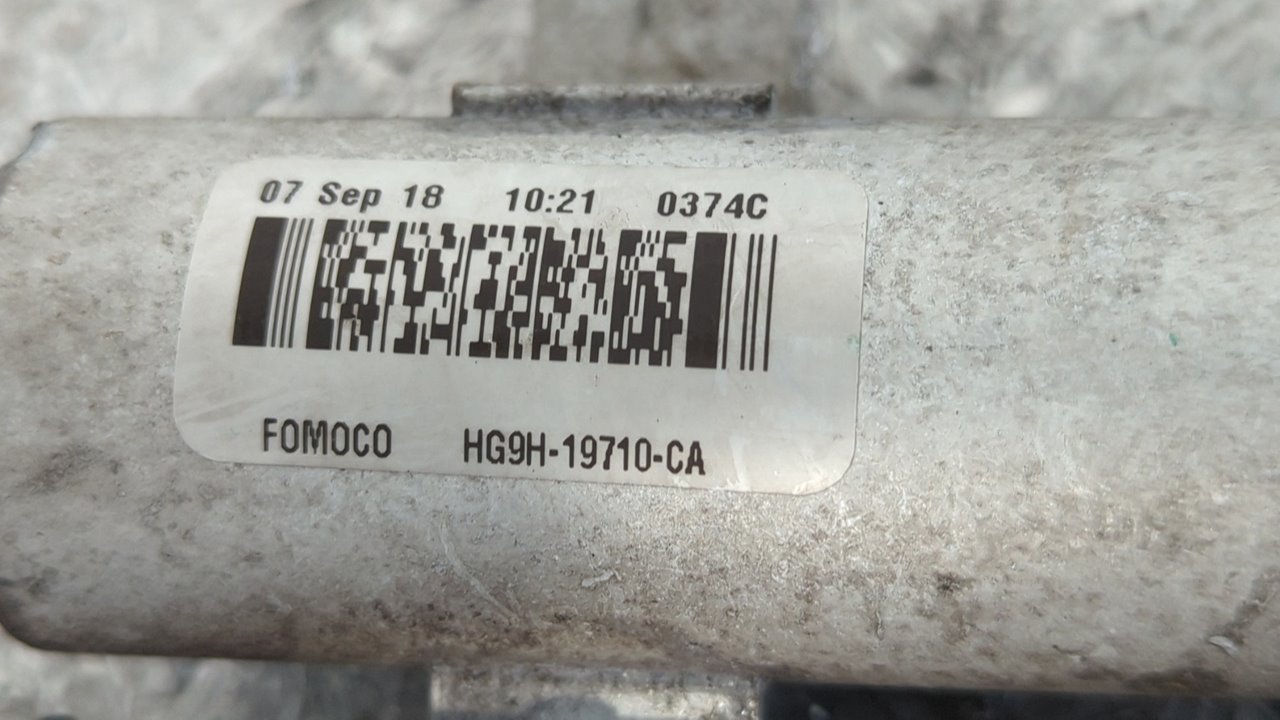 07 Sep 18 10:21 0374C
FOMOCO HG9H-19710-CA